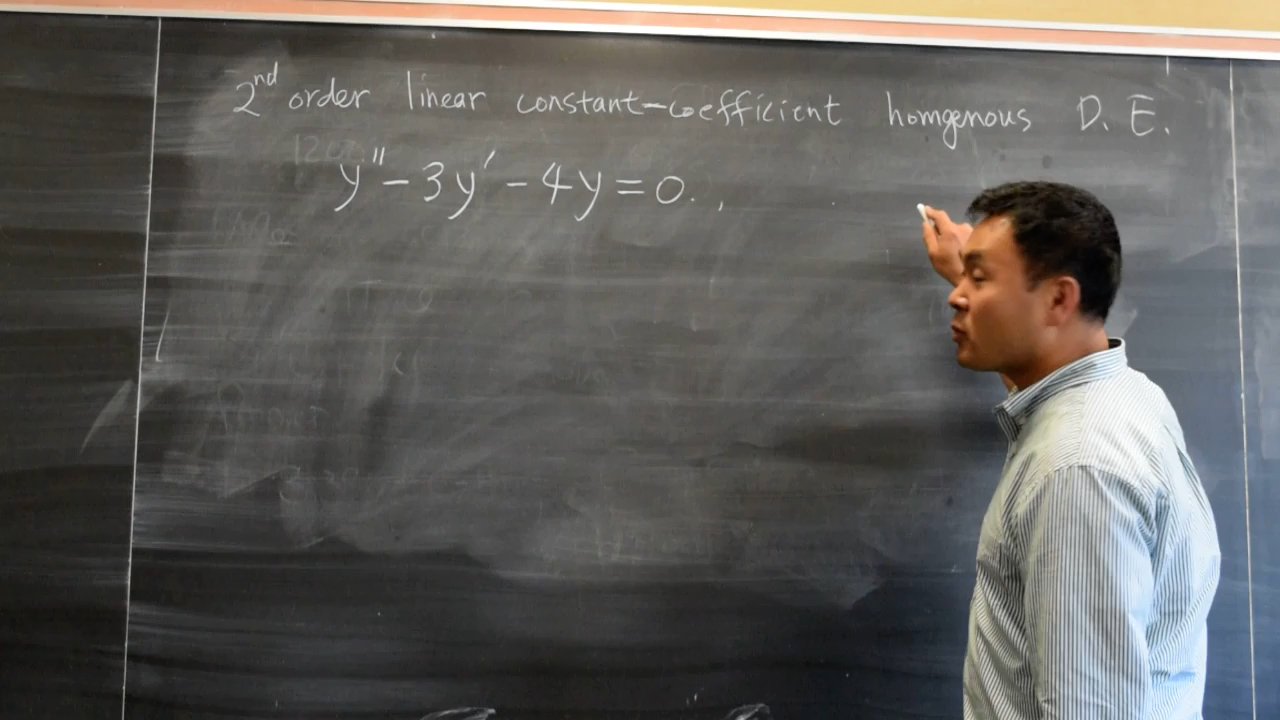 2nd order linear constant-coefficient homgenous D. E.
y'' - 3y' - 4y = 0. ,